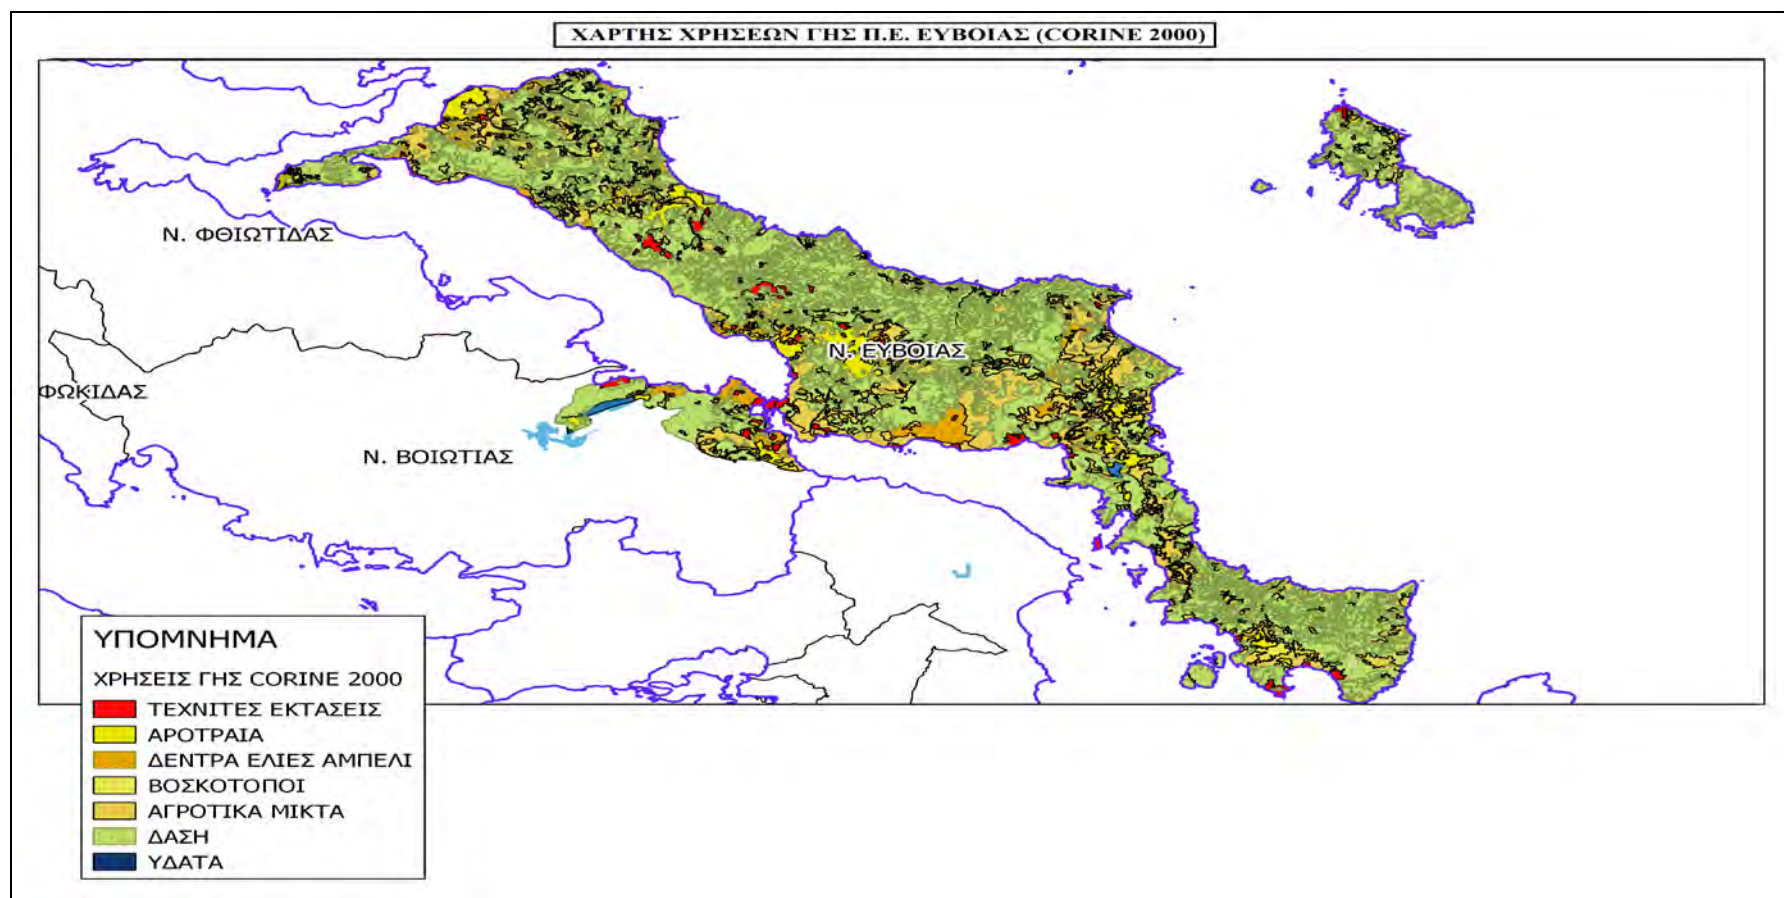 ΧΑΡΤΗΣ ΧΡΗΣΕΩΝ ΓΗΣ Π.Ε. ΕΥΒΟΙΑΣ (CORINE 2000)
Ν. ΦΘΙΩΤΙΔΑΣ
Ν. ΕΥΒΟΙΑΣ
ΦΩΚΙΔΑΣ
Ν. ΒΟΙΩΤΙΑΣ
ΥΠΟΜΝΗΜΑ
ΧΡΗΣΕΙΣ ΓΗΣ CORINE 2000
ΤΕΧΝΙΤΕΣ ΕΚΤΑΣΕΙΣ
ΑΡΟΤΡΑΙΑ
ΔΕΝΤΡΑ ΕΛΙΕΣ ΑΜΠΕΛΙ
ΒΟΣΚΟΤΟΠΟΙ
ΑΓΡΟΤΙΚΑ ΜΙΚΤΑ
ΔΑΣΗ
ΥΔΑΤΑ